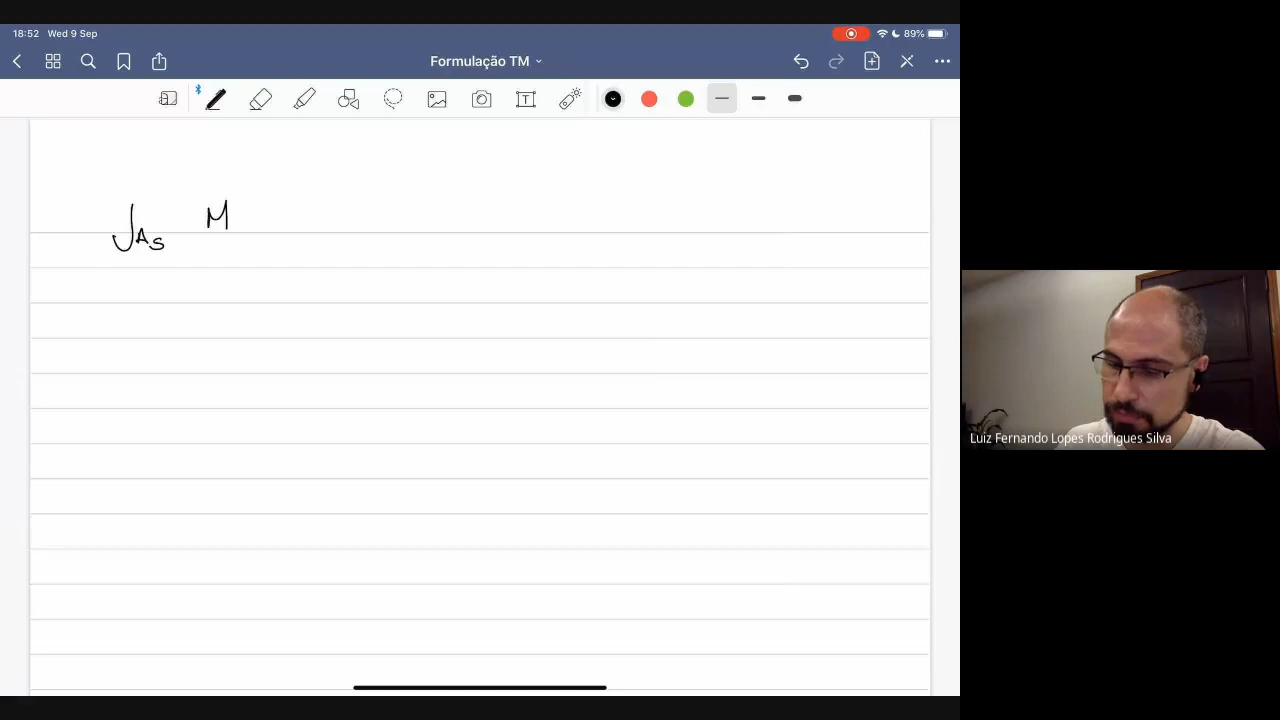 18:52 Wed 9 Sep 89%
Formulação TM
T
JAs M
Luiz Fernando Lopes Rodrigues Silva